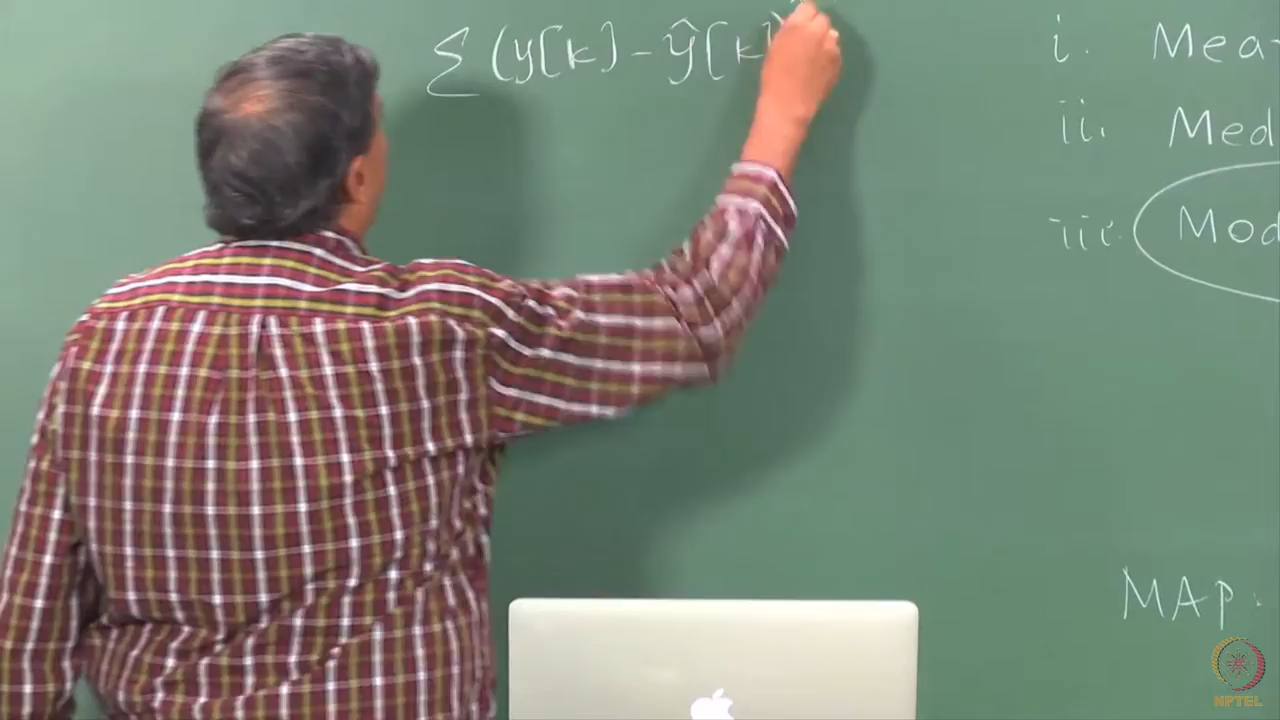 ∑ (y[k] - ŷ[k])
i. Mea
ii. Med
iii. Mod
MAP.
NPTEL